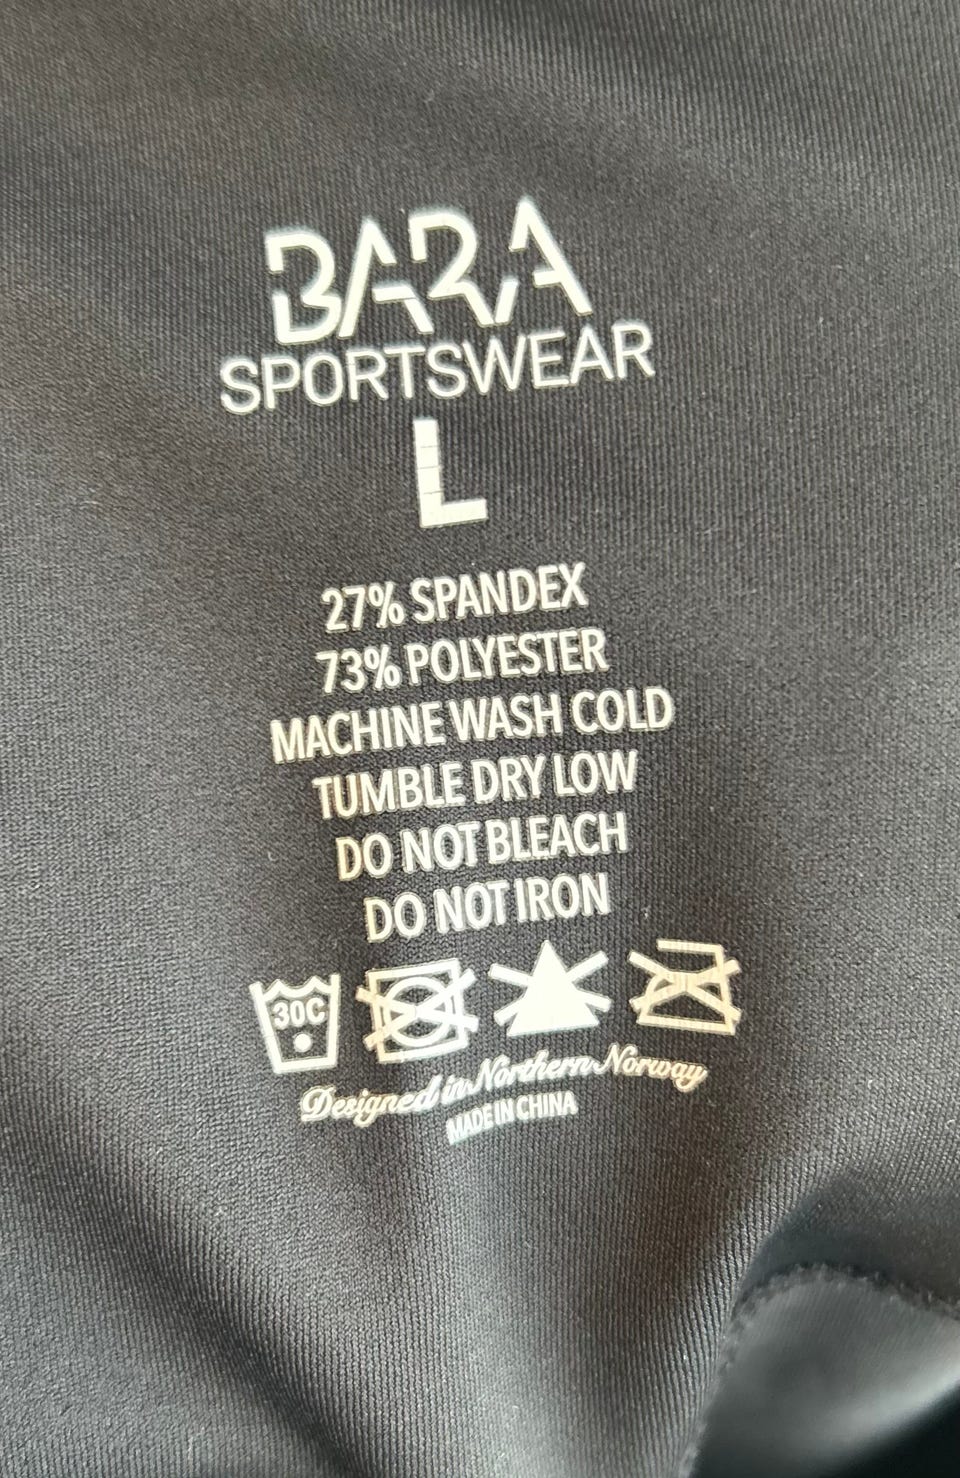 BARA
SPORTSWEAR
L
27% SPANDEX
73% POLYESTER
MACHINE WASH COLD
TUMBLE DRY LOW
DO NOT BLEACH
DO NOT IRON
30C
Designed in Northern Norway
MADE IN CHINA